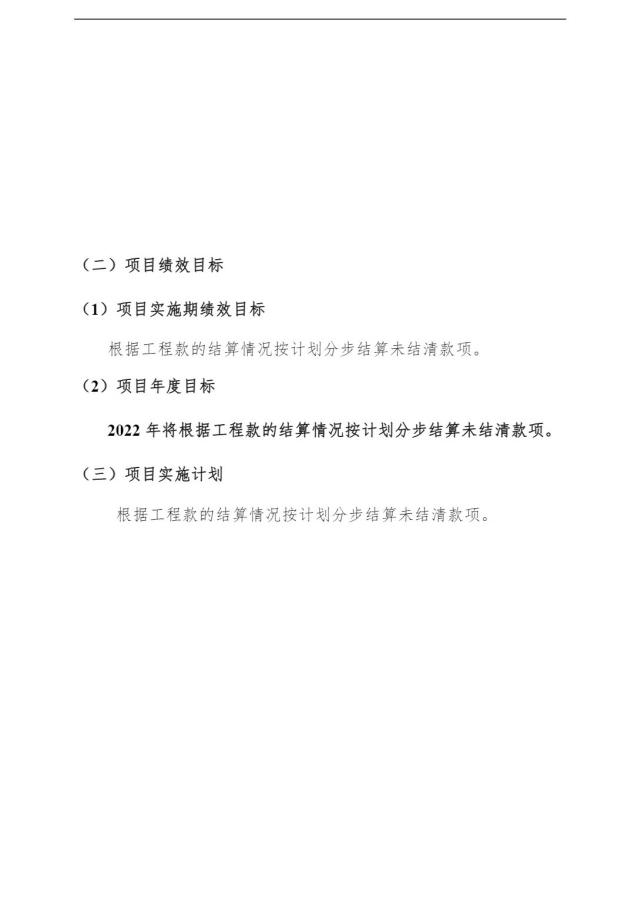 （二）项目绩效目标
（1）项目实施期绩效目标
根据工程款的结算情况按计划分步结算未结清款项。
（2）项目年度目标
2022 年将根据工程款的结算情况按计划分步结算未结清款项。
（三）项目实施计划
根据工程款的结算情况按计划分步结算未结清款项。